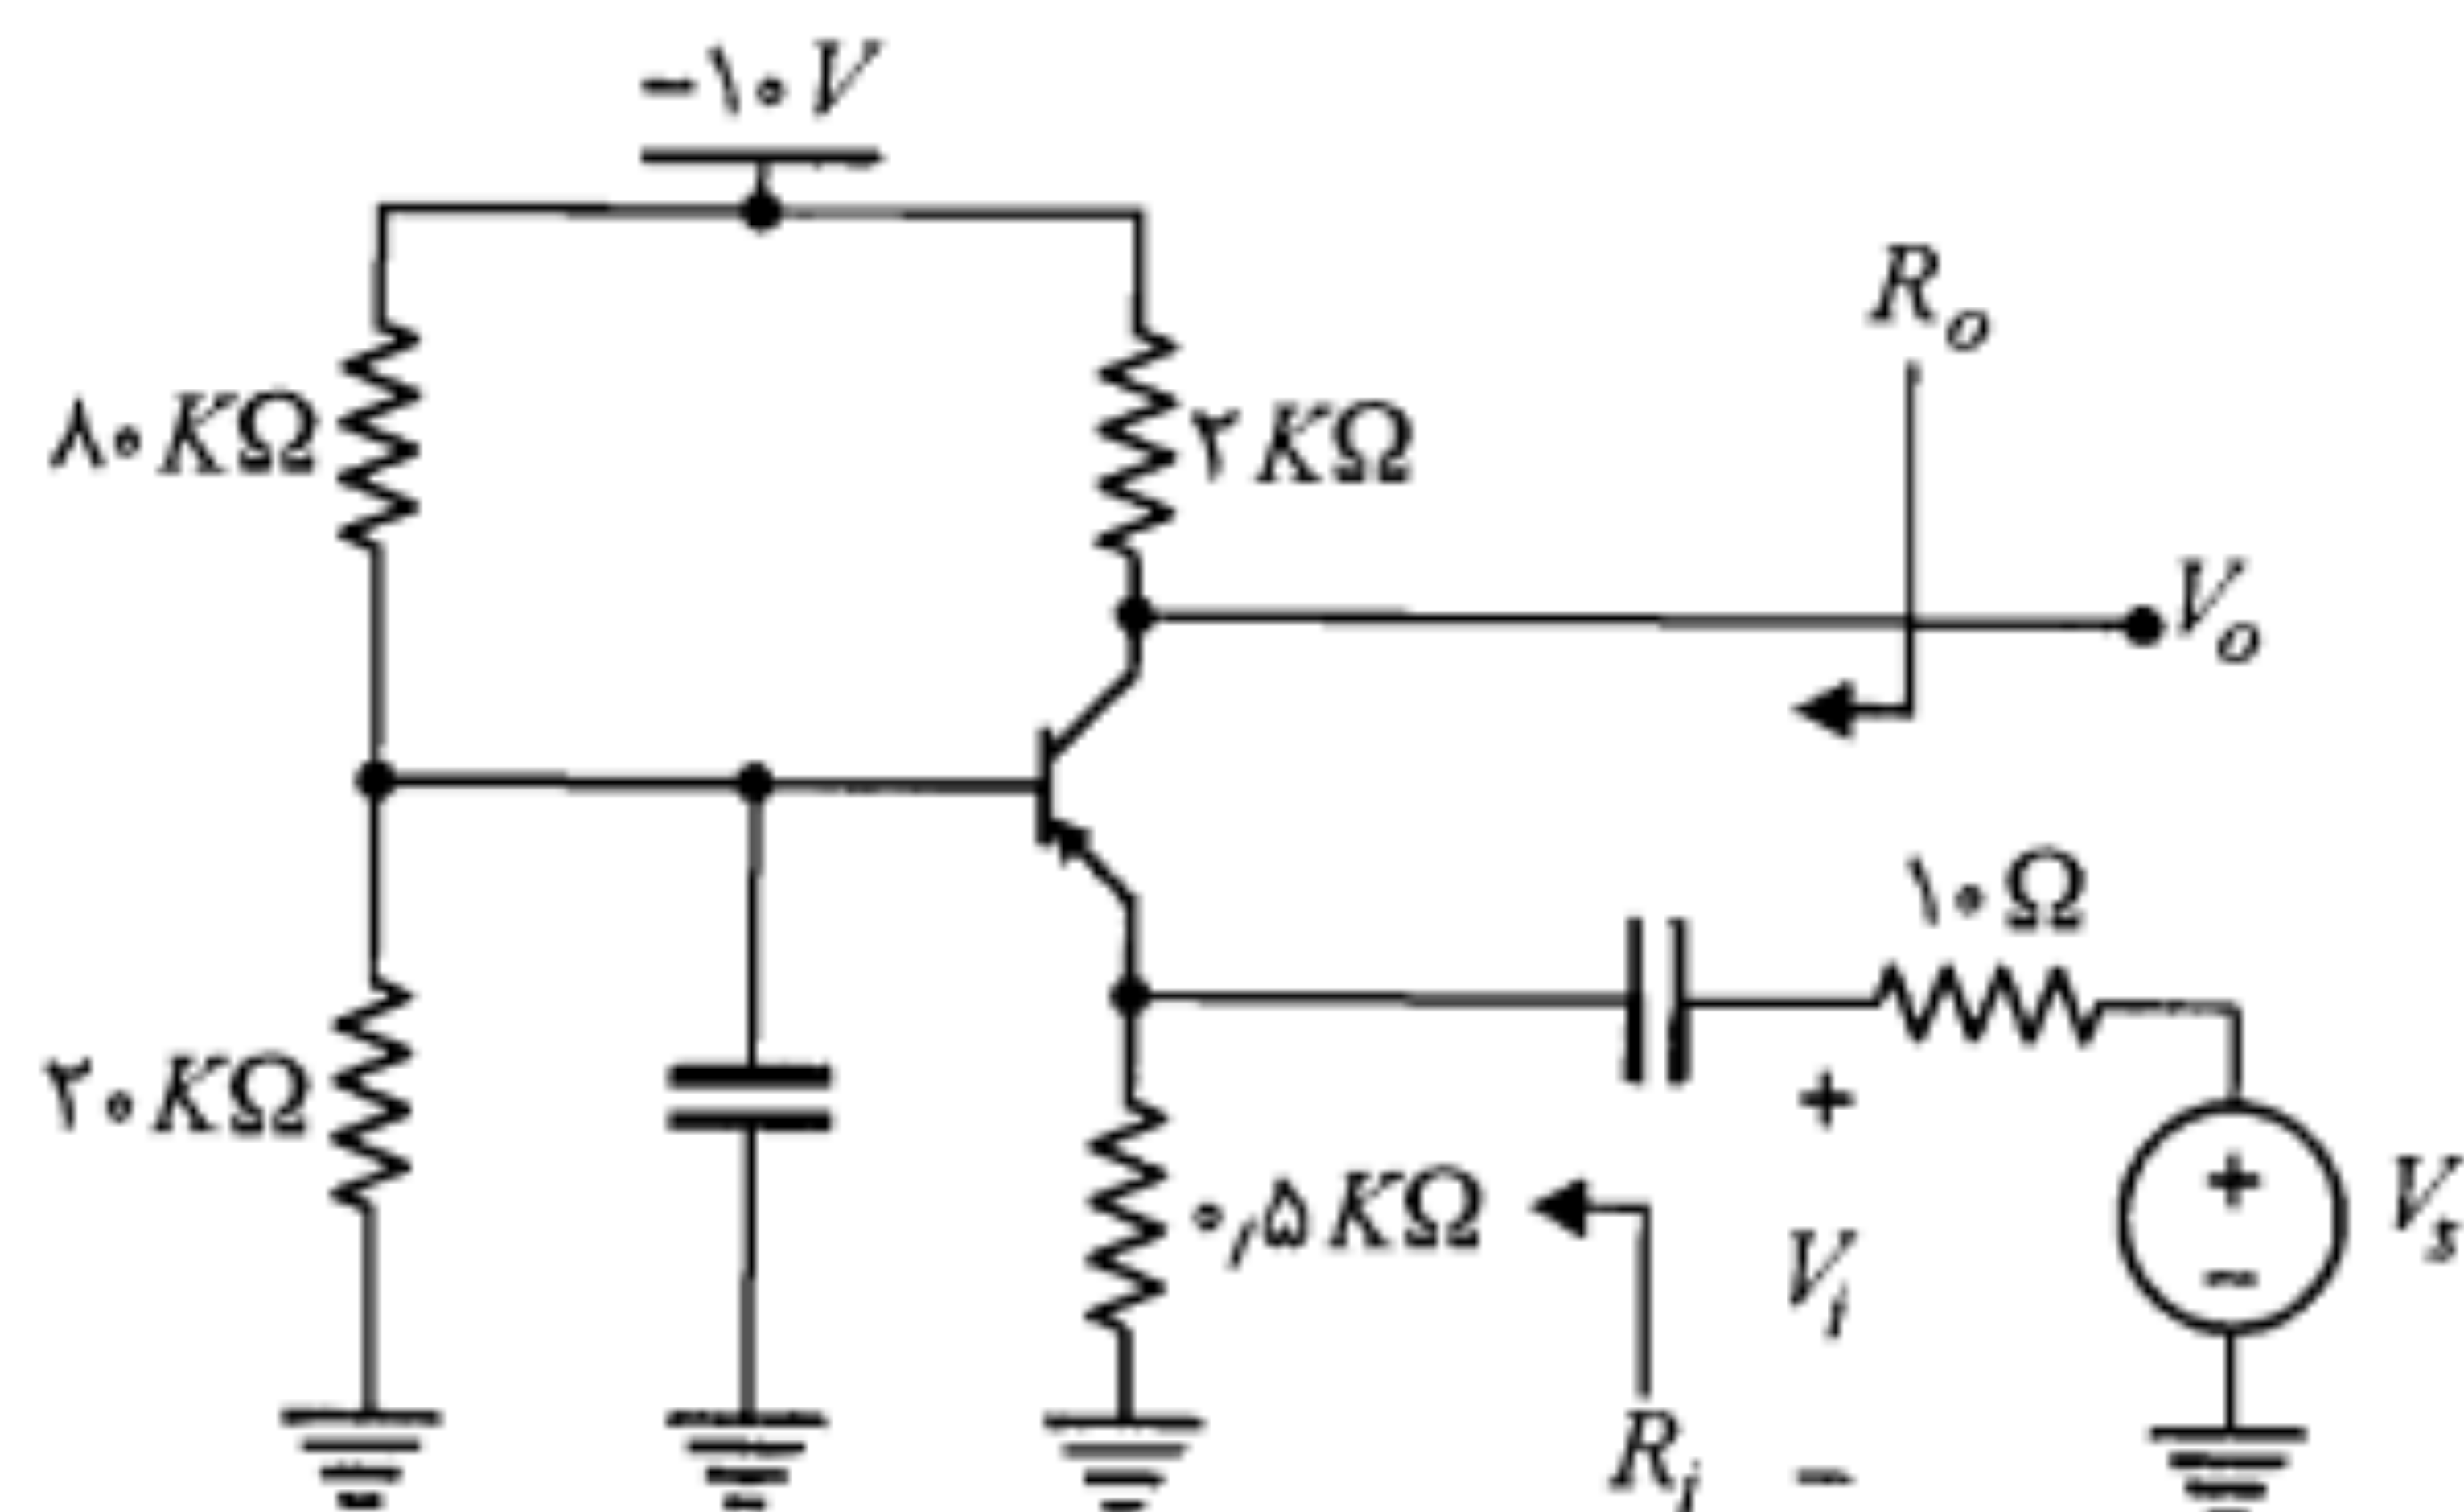 -۱۰V
R_o
۸۰KΩ
۲KΩ
V_o
۱۰Ω
+
۲۰KΩ
۰٫۵KΩ
V_i
+
-
V_s
R_i
-